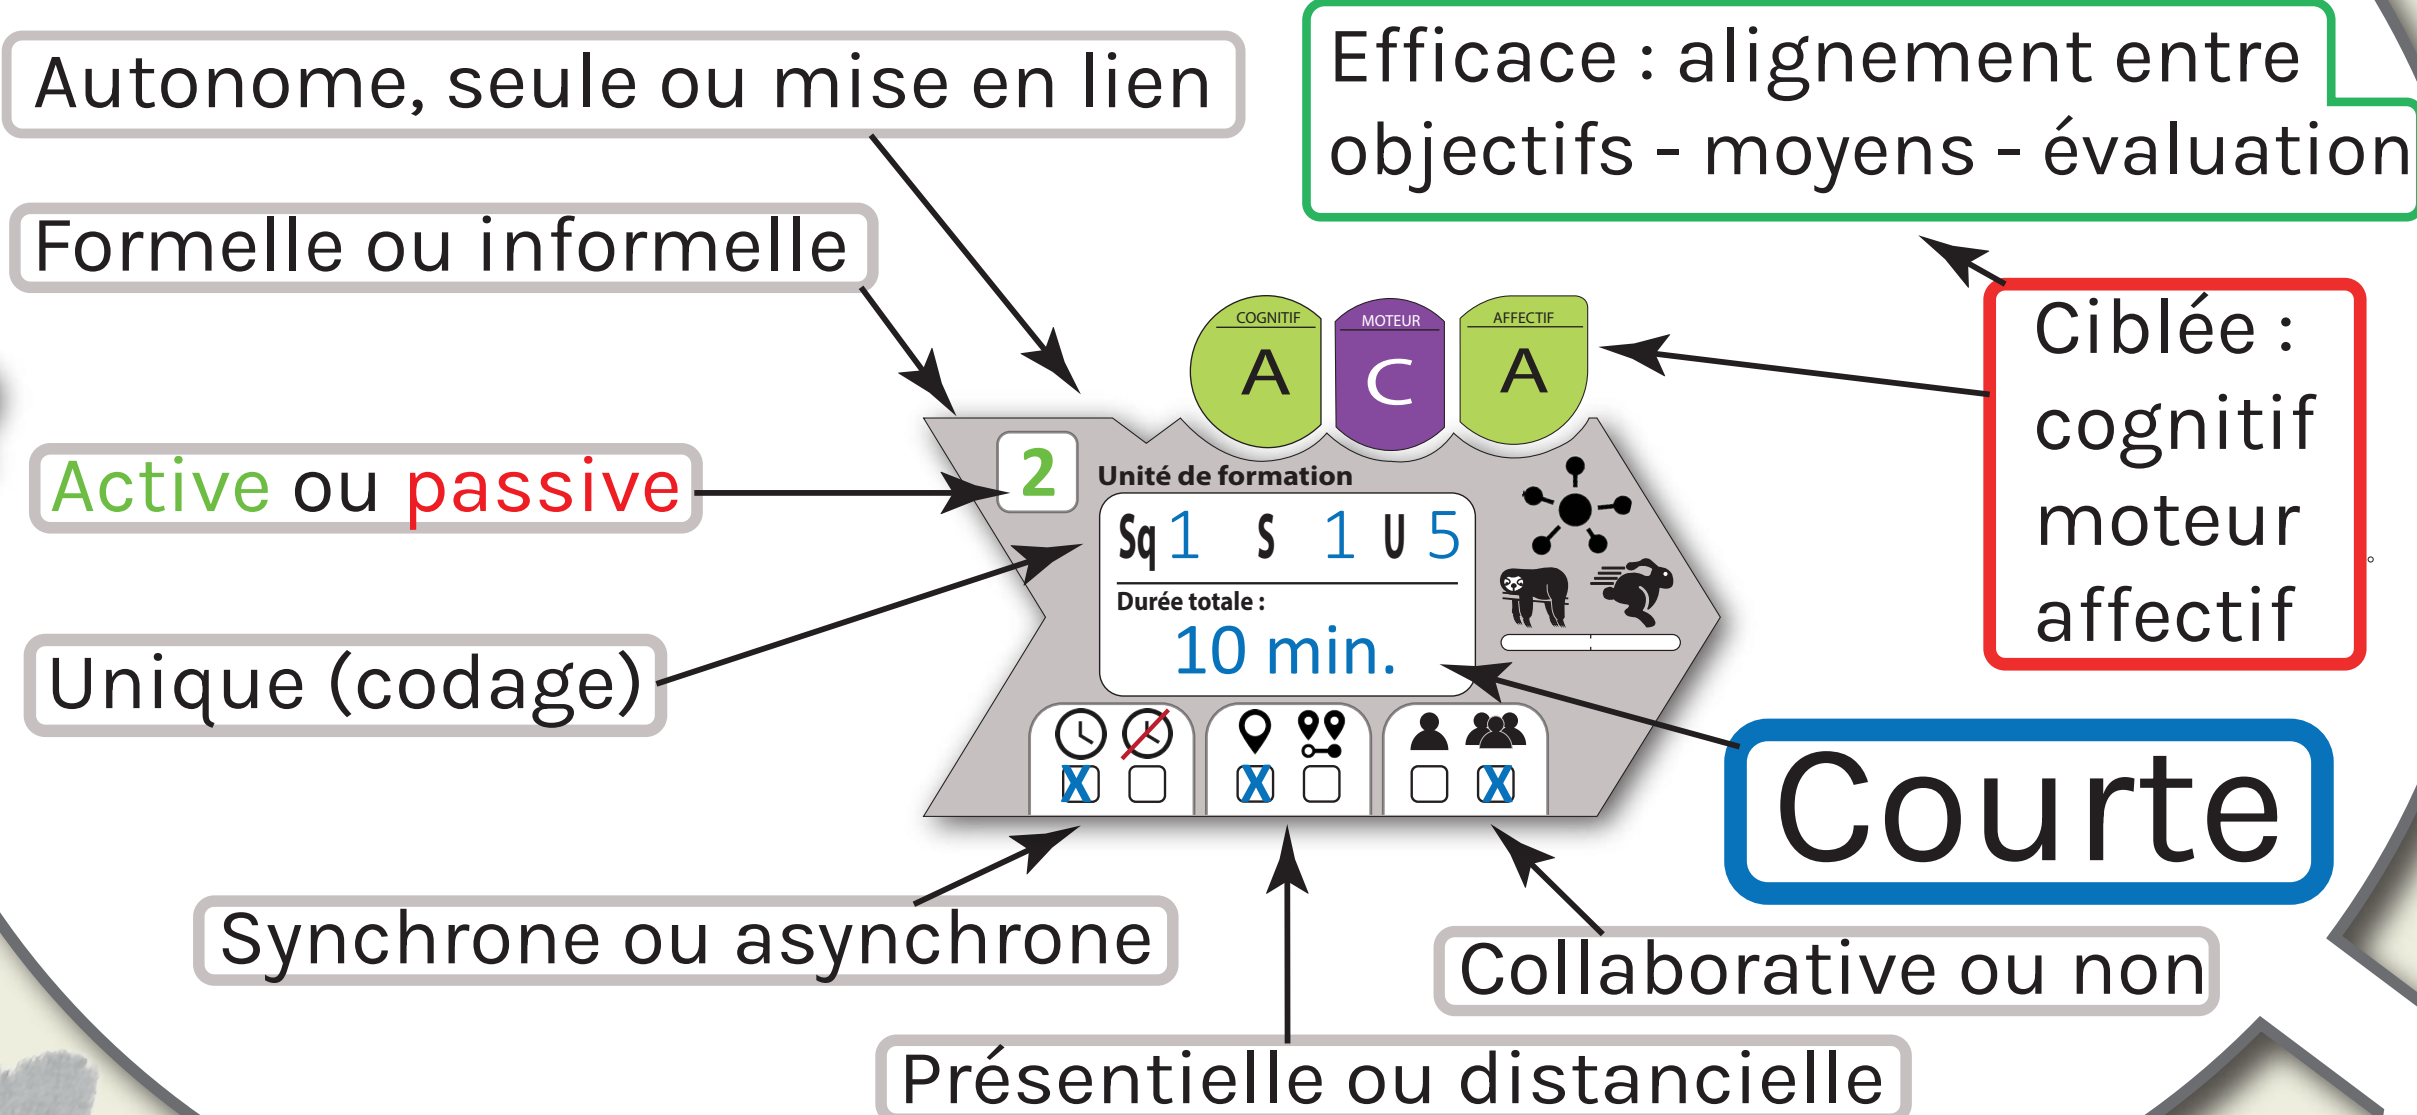 Autonome, seule ou mise en lien
Efficace : alignement entre
objectifs - moyens - évaluation
Formelle ou informelle
Ciblée :
cognitif
moteur
affectif
COGNITIF
A
MOTEUR
C
AFFECTIF
A
Active ou passive
2
Unité de formation
Sq 1 S 1 U 5
Durée totale :
10 min.
Unique (codage)
Courte
X
X
X
Synchrone ou asynchrone
Collaborative ou non
Présentielle ou distancielle